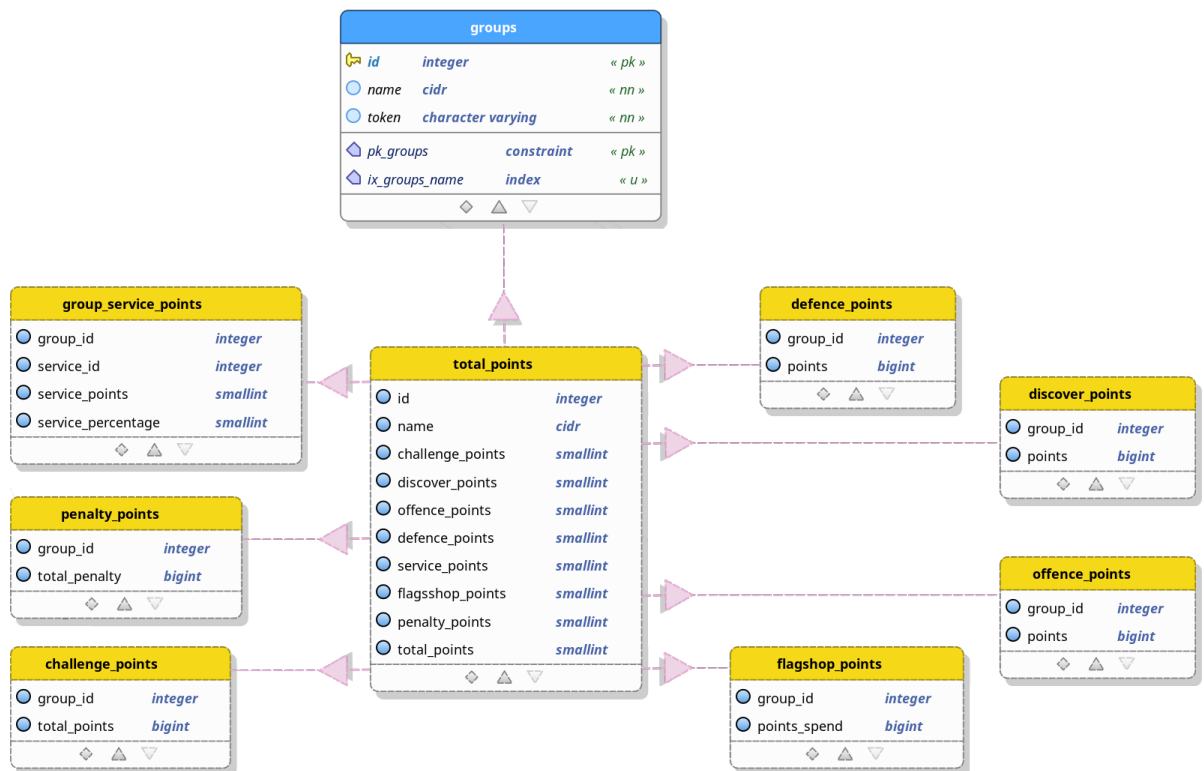 groups
id integer « pk »
name cidr « nn »
token character varying « nn »
pk_groups constraint « pk »
ix_groups_name index « u »
group_service_points
group_id integer
service_id integer
service_points smallint
service_percentage smallint
defence_points
group_id integer
points bigint
total_points
id integer
name cidr
challenge_points smallint
discover_points smallint
offence_points smallint
defence_points smallint
service_points smallint
flagsshop_points smallint
penalty_points smallint
total_points smallint
discover_points
group_id integer
points bigint
penalty_points
group_id integer
total_penalty bigint
offence_points
group_id integer
points bigint
challenge_points
group_id integer
total_points bigint
flagshop_points
group_id integer
points_spend bigint